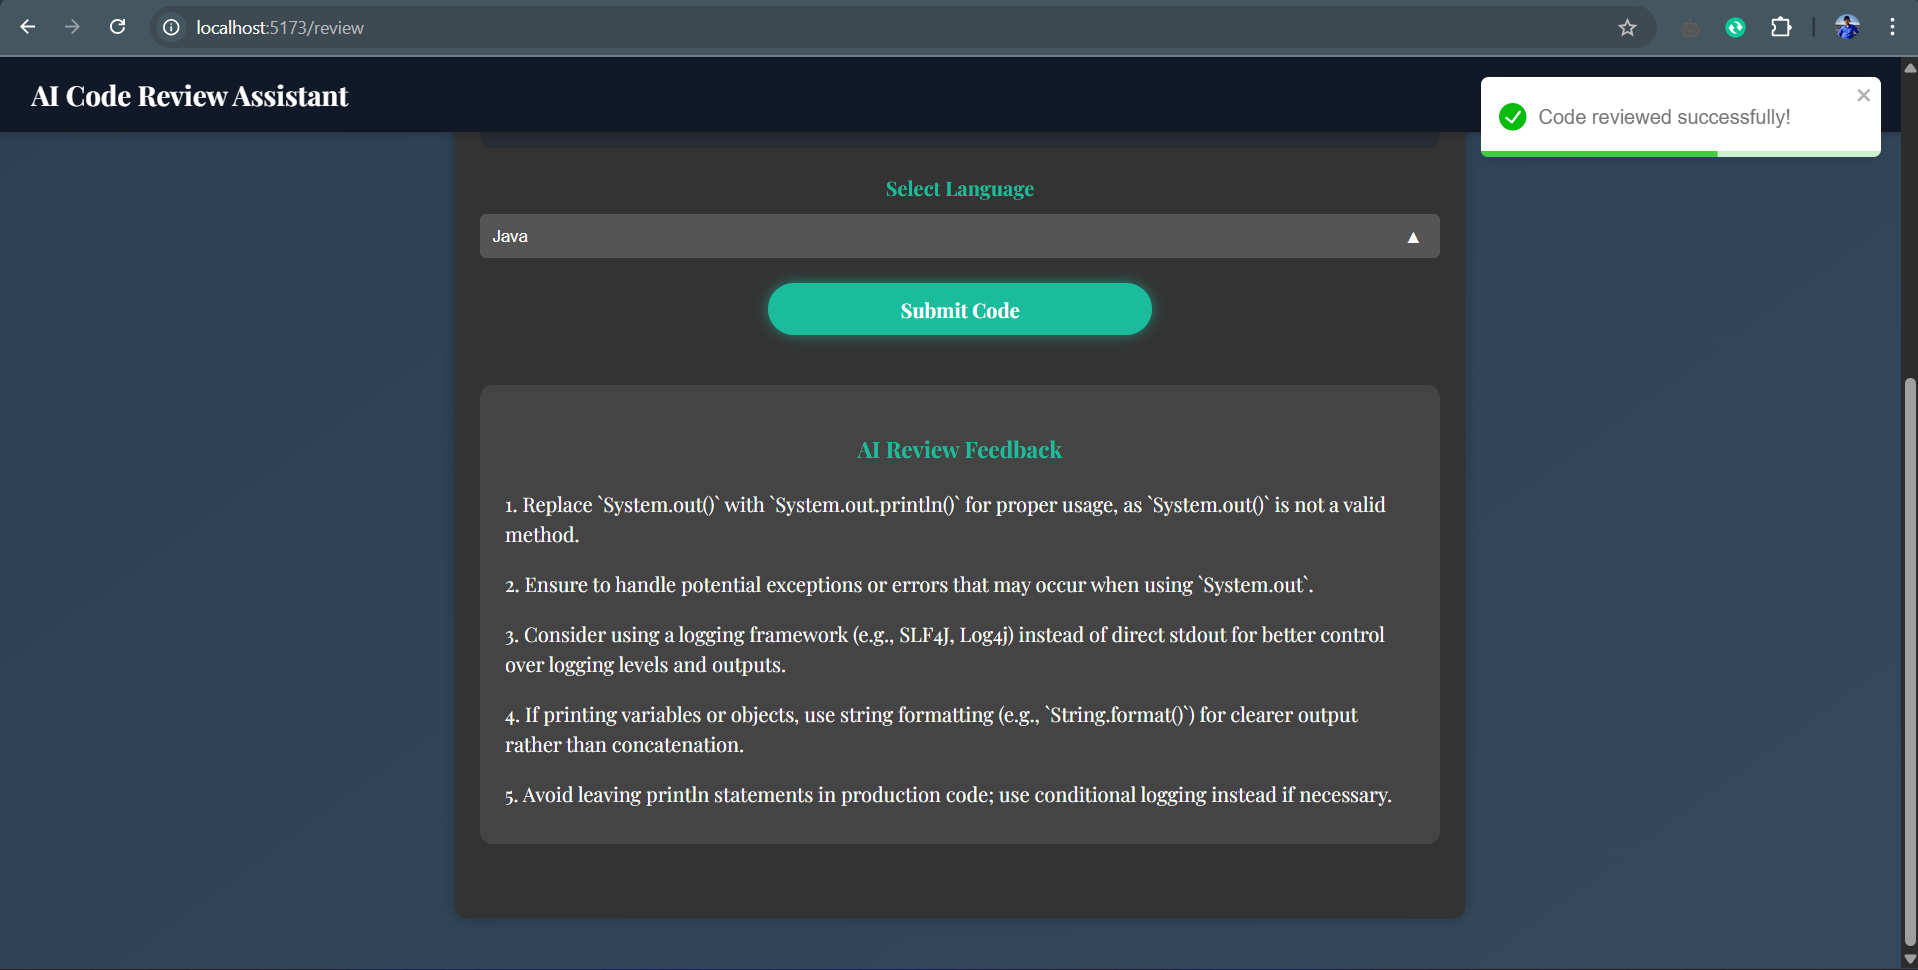 localhost:5173/review
AI Code Review Assistant
Code reviewed successfully!
Select Language
Java
Submit Code
AI Review Feedback
1. Replace `System.out()` with `System.out.println()` for proper usage, as `System.out()` is not a valid
method.
2. Ensure to handle potential exceptions or errors that may occur when using `System.out`.
3. Consider using a logging framework (e.g., SLF4J, Log4j) instead of direct stdout for better control
over logging levels and outputs.
4. If printing variables or objects, use string formatting (e.g., `String.format()`) for clearer output
rather than concatenation.
5. Avoid leaving println statements in production code; use conditional logging instead if necessary.